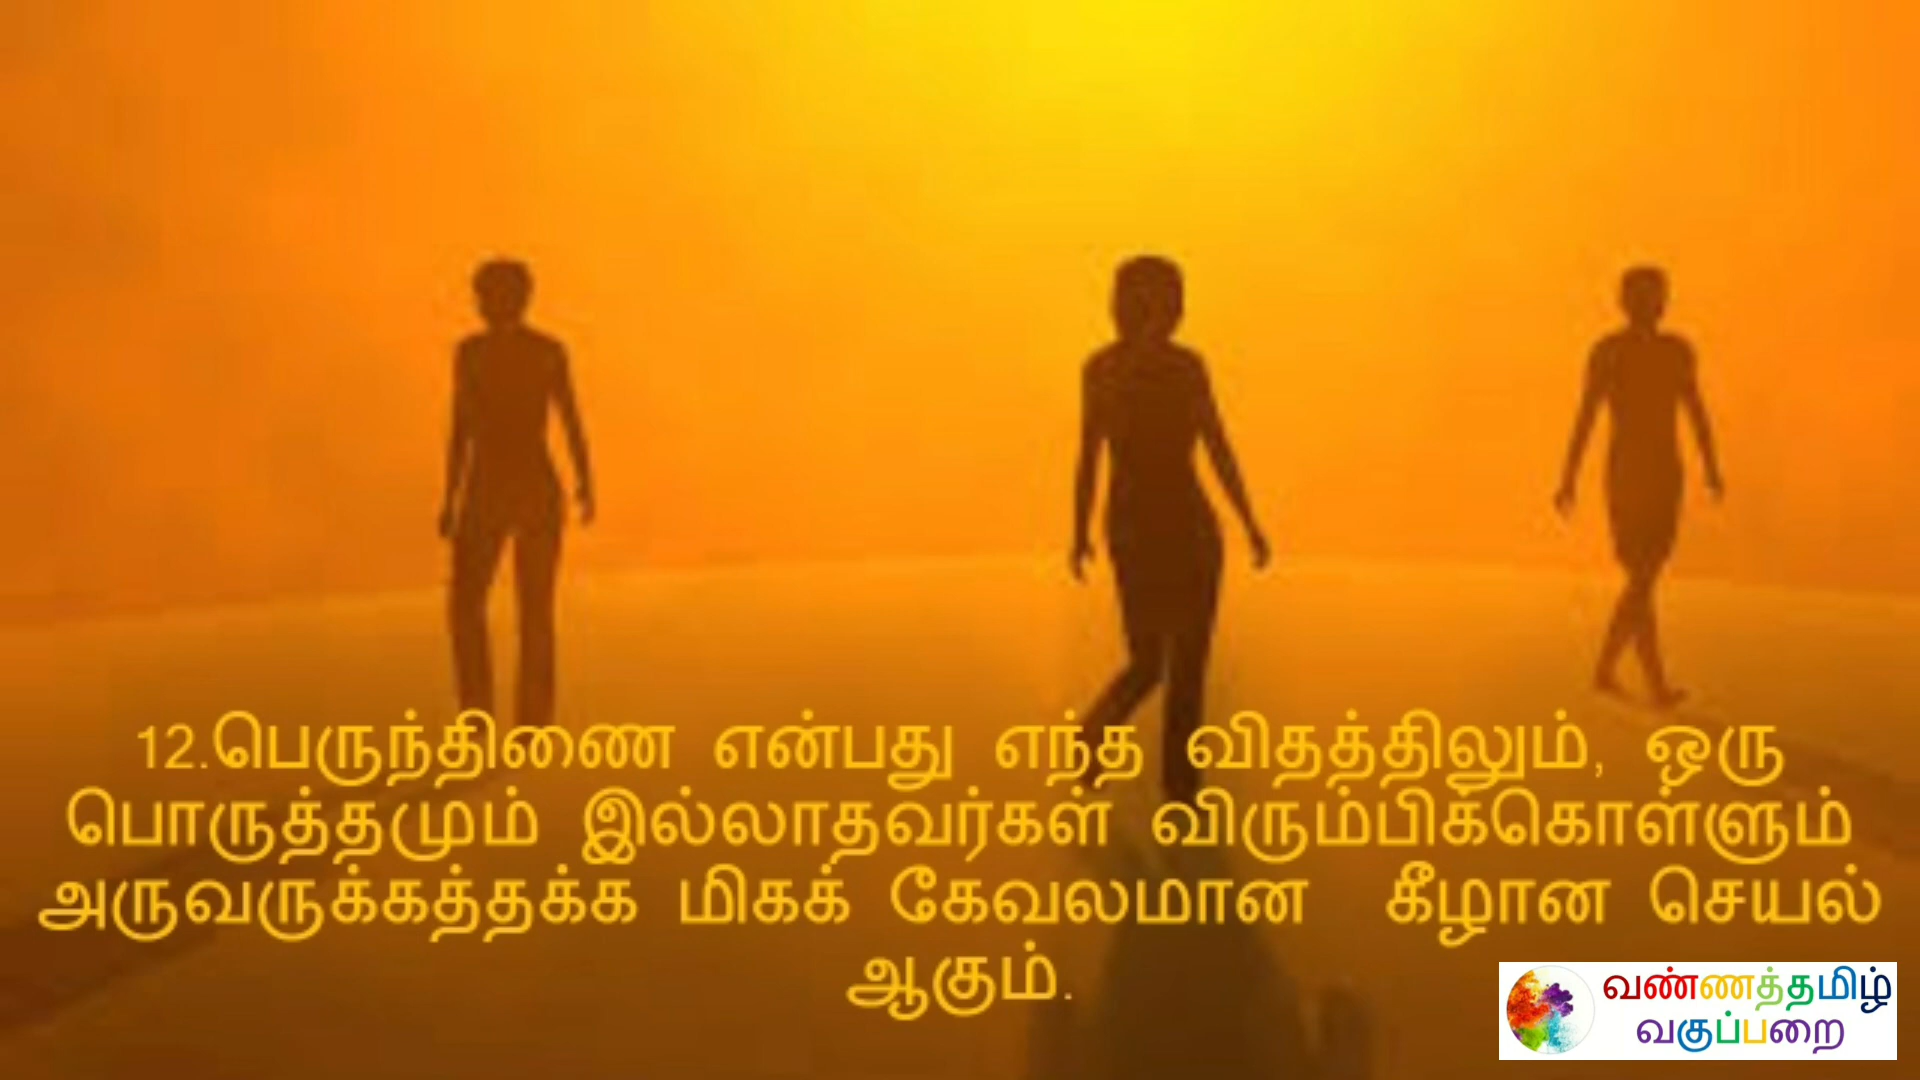 12.பெருந்திணை என்பது எந்த விதத்திலும், ஒரு
பொருத்தமும் இல்லாதவர்கள் விரும்பிக்கொள்ளும்
அருவருக்கத்தக்க மிகக் கேவலமான கீழான செயல்
ஆகும்.
வண்ணத்தமிழ்
வகுப்பறை